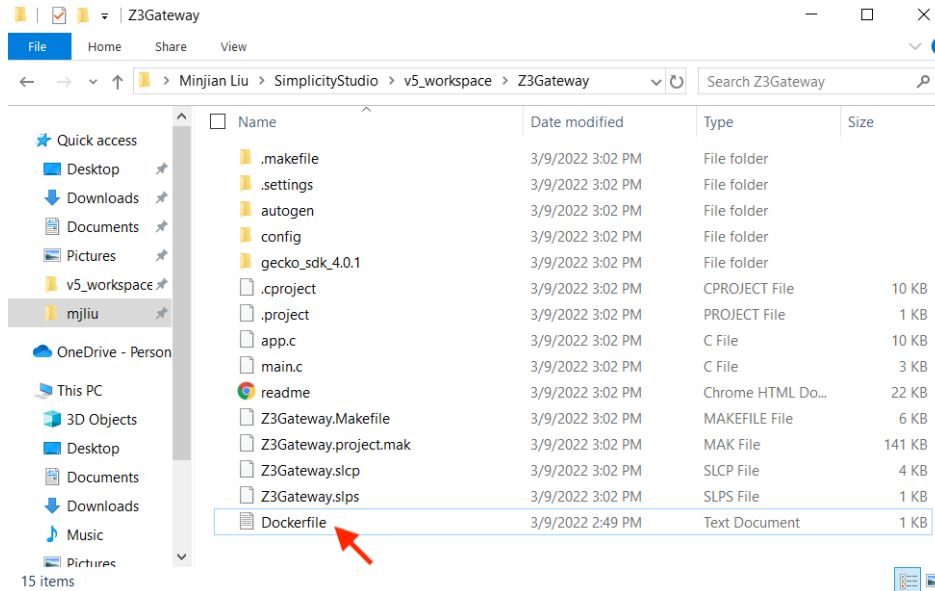 Z3Gateway
File Home Share View
Minjian Liu > SimplicityStudio > v5_workspace > Z3Gateway
Search Z3Gateway
Quick access
Desktop
Downloads
Documents
Pictures
v5_workspace
mjliu
OneDrive - Person
This PC
3D Objects
Desktop
Documents
Downloads
Music
Pictures
Name Date modified Type Size
.makefile 3/9/2022 3:02 PM File folder
.settings 3/9/2022 3:02 PM File folder
autogen 3/9/2022 3:02 PM File folder
config 3/9/2022 3:02 PM File folder
gecko_sdk_4.0.1 3/9/2022 3:02 PM File folder
.cproject 3/9/2022 3:02 PM CPROJECT File 10 KB
.project 3/9/2022 3:02 PM PROJECT File 1 KB
app.c 3/9/2022 3:02 PM C File 10 KB
main.c 3/9/2022 3:02 PM C File 3 KB
readme 3/9/2022 3:02 PM Chrome HTML Do... 22 KB
Z3Gateway.Makefile 3/9/2022 3:02 PM MAKEFILE File 6 KB
Z3Gateway.project.mak 3/9/2022 3:02 PM MAK File 141 KB
Z3Gateway.slcp 3/9/2022 3:02 PM SLCP File 4 KB
Z3Gateway.slps 3/9/2022 3:02 PM SLPS File 1 KB
Dockerfile 3/9/2022 2:49 PM Text Document 1 KB
15 items